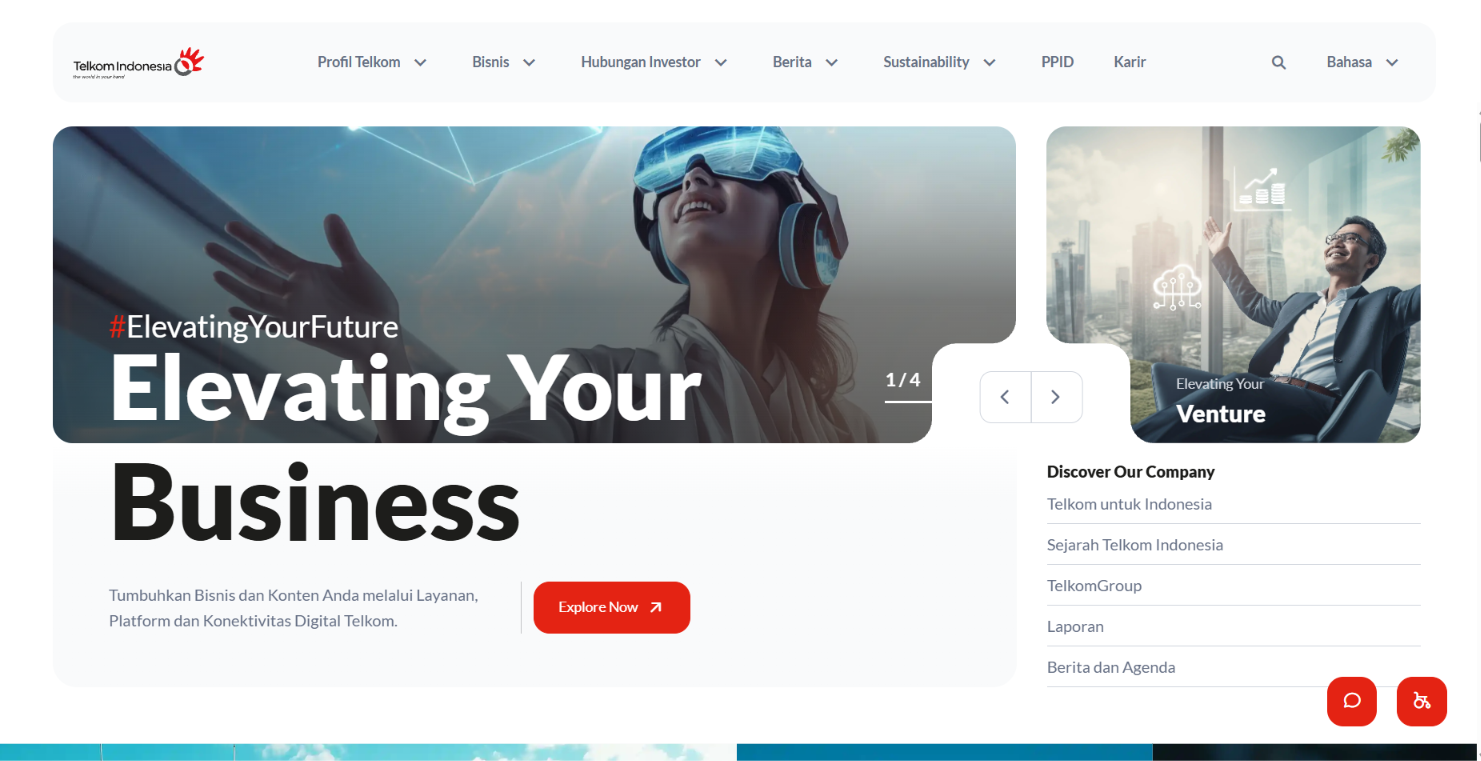 Telkom Indonesia
the world in your hand
Profil Telkom
Bisnis
Hubungan Investor
Berita
Sustainability
PPID
Karir
Bahasa
#ElevatingYourFuture
Elevating Your
Business
1 / 4
Tumbuhkan Bisnis dan Konten Anda melalui Layanan,
Platform dan Konektivitas Digital Telkom.
Explore Now
Elevating Your
Venture
Discover Our Company
Telkom untuk Indonesia
Sejarah Telkom Indonesia
TelkomGroup
Laporan
Berita dan Agenda